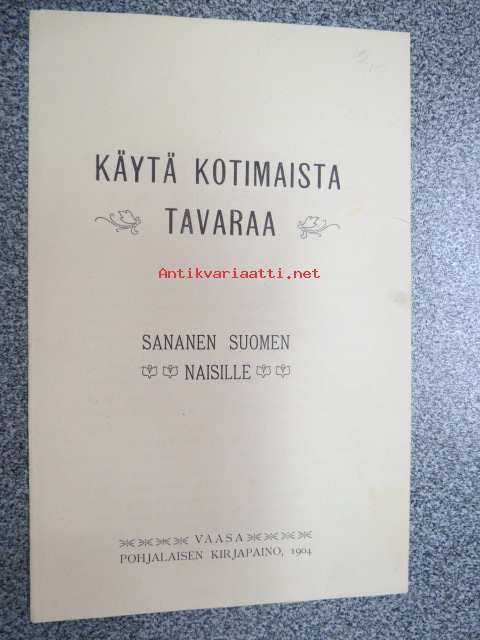 KÄYTÄ KOTIMAISTA
TAVARAA
Antikvariaatti.net
SANANEN SUOMEN
NAISILLE
VAASA
POHJALAISEN KIRJAPAINO, 1904